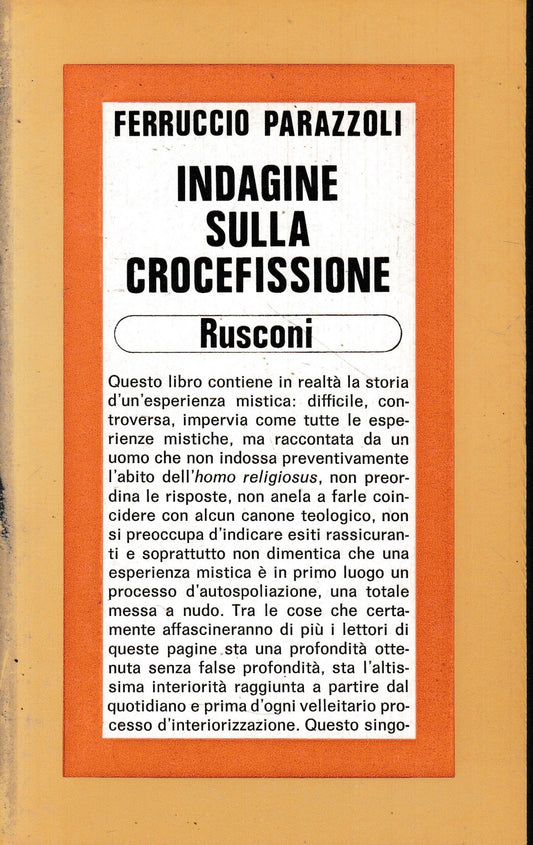 FERRUCCIO PARAZZOLI
INDAGINE
SULLA
CROCEFISSIONE
Rusconi
Questo libro contiene in realtà la storia
d'un'esperienza mistica: difficile, con-
troversa, impervia come tutte le espe-
rienze mistiche, ma raccontata da un
uomo che non indossa preventivamente
l'abito dell'homo religiosus, non preor-
dina le risposte, non anela a farle coin-
cidere con alcun canone teologico, non
si preoccupa d'indicare esiti rassicuran-
ti e soprattutto non dimentica che una
esperienza mistica è in primo luogo un
processo d'autospoliazione, una totale
messa a nudo. Tra le cose che certa-
mente affascineranno di più i lettori di
queste pagine sta una profondità otte-
nuta senza false profondità, sta l'altis-
sima interiorità raggiunta a partire dal
quotidiano e prima d'ogni velleitario pro-
cesso d'interiorizzazione. Questo singo-